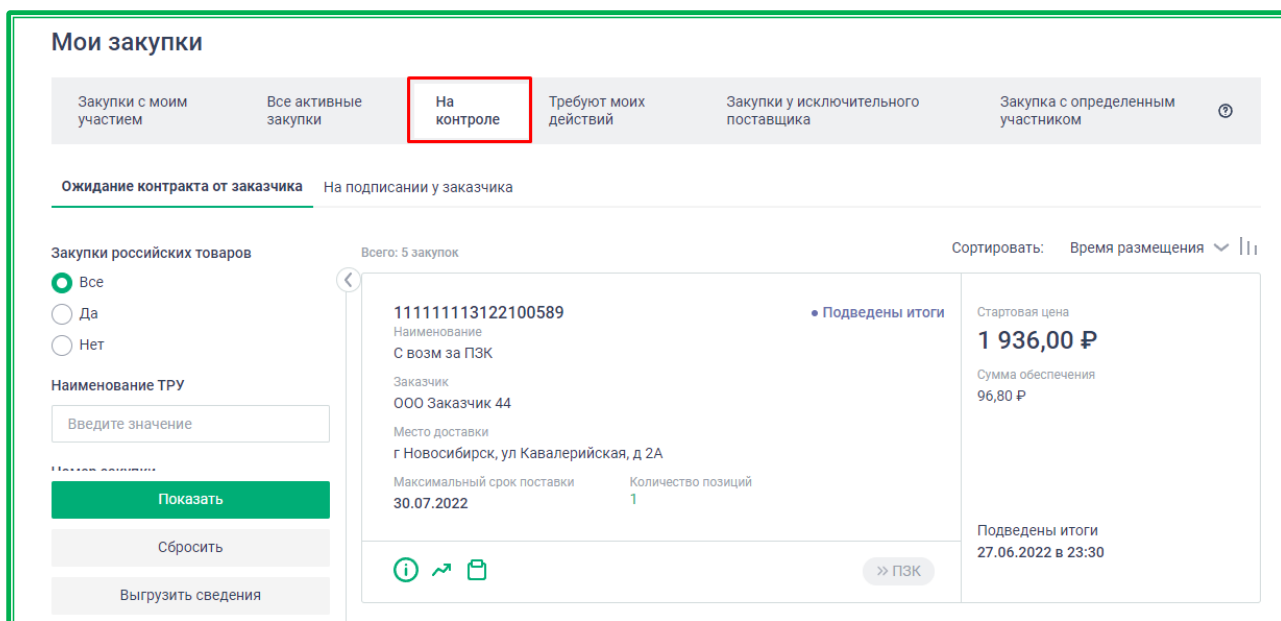 Мои закупки
Закупки с моим участием
Все активные закупки
На контроле
Требуют моих действий
Закупки у исключительного поставщика
Закупка с определенным участником
?
Ожидание контракта от заказчика
На подписании у заказчика
Закупки российских товаров
Все
Да
Нет
Наименование ТРУ
Введите значение
Номер закупки
Показать
Сбросить
Выгрузить сведения
Всего: 5 закупок
Сортировать: Время размещения
111111113122100589
• Подведены итоги
Наименование
С возм за ПЗК
Заказчик
ООО Заказчик 44
Место доставки
г Новосибирск, ул Кавалерийская, д 2А
Максимальный срок поставки
Количество позиций
30.07.2022
1
» ПЗК
Стартовая цена
1 936,00 ₽
Сумма обеспечения
96,80 ₽
Подведены итоги
27.06.2022 в 23:30